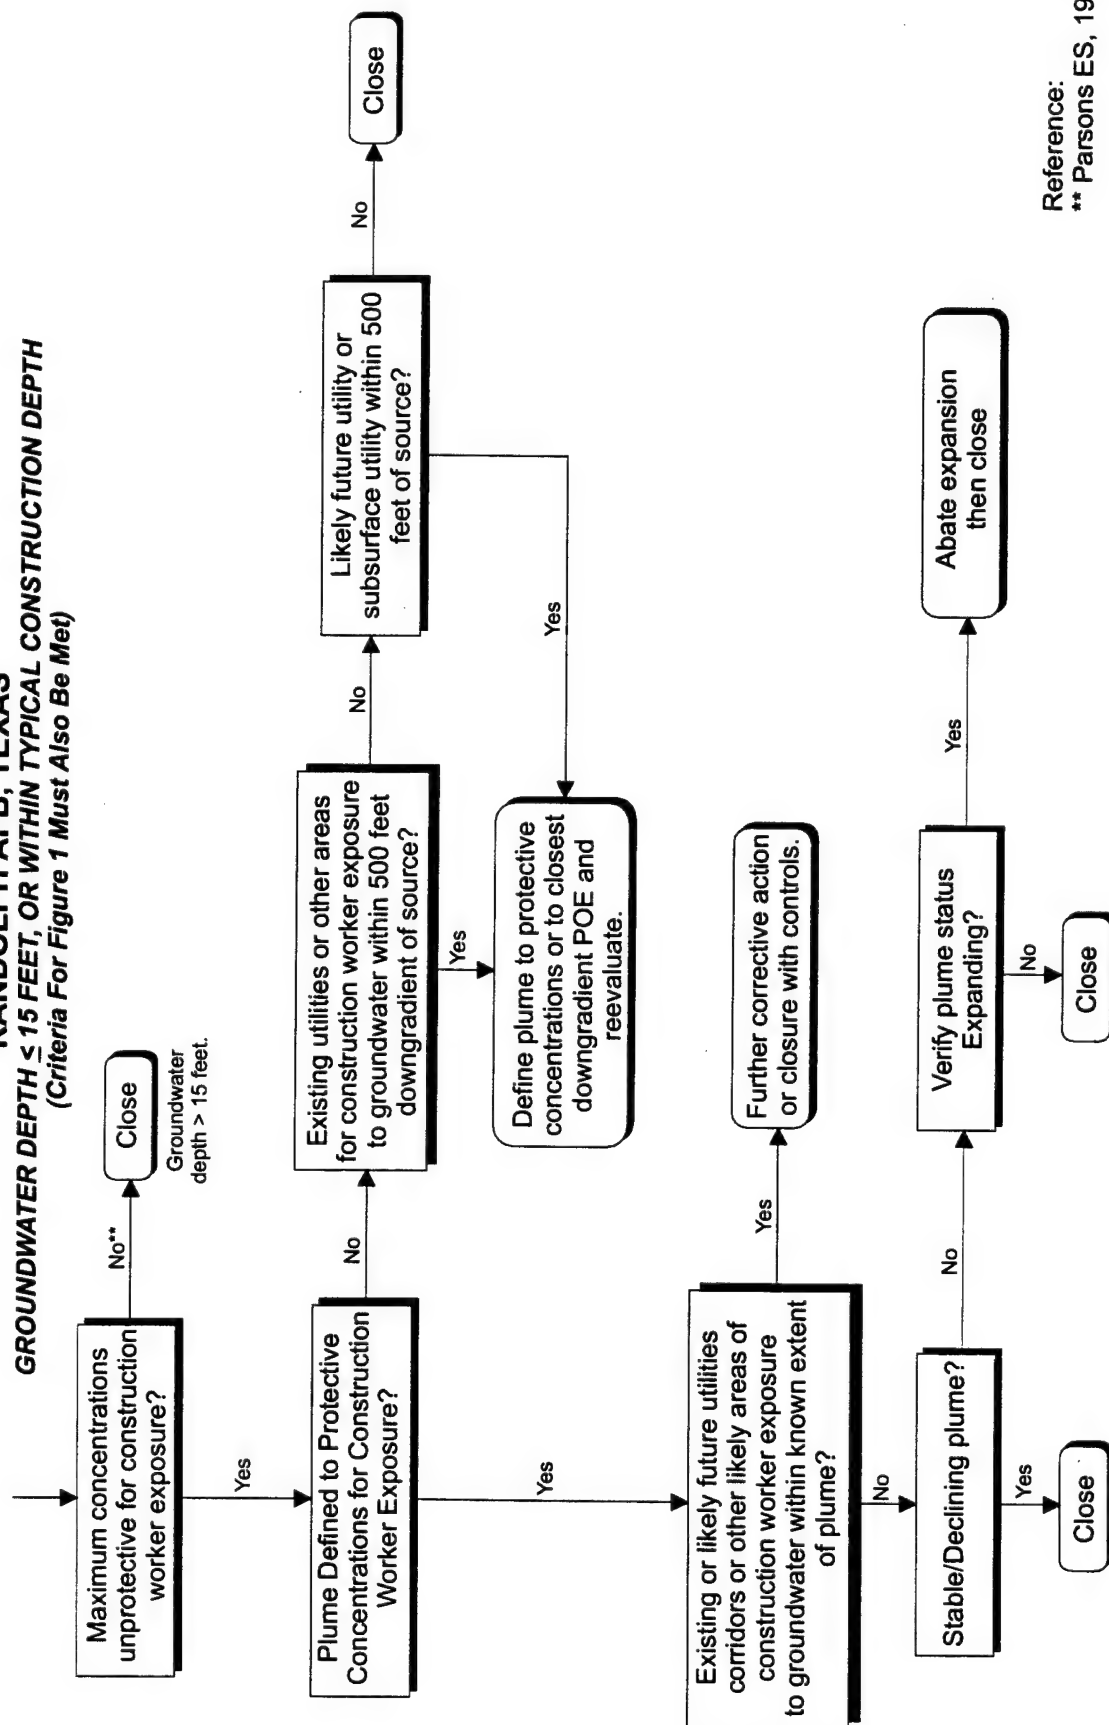 GROUNDWATER DEPTH ≤ 15 FEET, OR WITHIN TYPICAL CONSTRUCTION DEPTH
(Criteria For Figure 1 Must Also Be Met)
Maximum concentrations
unprotective for construction
worker exposure?
No**
Close
Groundwater
depth > 15 feet.
Yes
Plume Defined to Protective
Concentrations for Construction
Worker Exposure?
No
Existing utilities or other areas
for construction worker exposure
to groundwater within 500 feet
downgradient of source?
No
Likely future utility or
subsurface utility within 500
feet of source?
No
Close
Yes
Yes
Define plume to protective
concentrations or to closest
downgradient POE and
reevaluate.
Yes
Existing or likely future utilities
corridors or other likely areas of
construction worker exposure
to groundwater within known extent
of plume?
Yes
Further corrective action
or closure with controls.
No
Stable/Declining plume?
No
Verify plume status
Expanding?
Yes
Abate expansion
then close
Yes
Close
No
Close
Reference:
** Parsons ES, 19